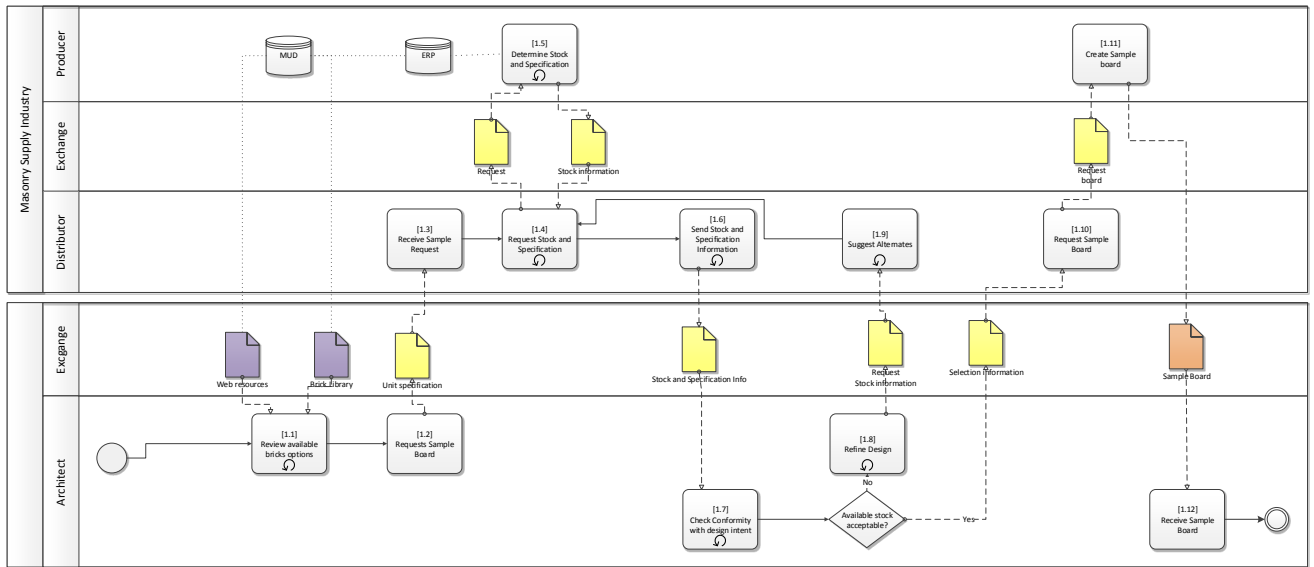 Masonry Supply Industry
Producer
MUD
ERP
[1.5]
Determine Stock
and Specification
[1.11]
Create Sample
board
Exchange
Request
Stock information
Request
board
Distributor
[1.3]
Receive Sample
Request
[1.4]
Request Stock and
Specification
[1.6]
Send Stock and
Specification
Information
[1.9]
Suggest Alternates
[1.10]
Request Sample
Board
Excgange
Web resources
Brick Library
Unit specification
Stock and Specification Info
Request
Stock information
Selection Information
Sample Board
Architect
[1.1]
Review available
bricks options
[1.2]
Requests Sample
Board
[1.8]
Refine Design
No
[1.7]
Check Conformity
with design intent
Available stock
acceptable?
Yes
[1.12]
Receive Sample
Board